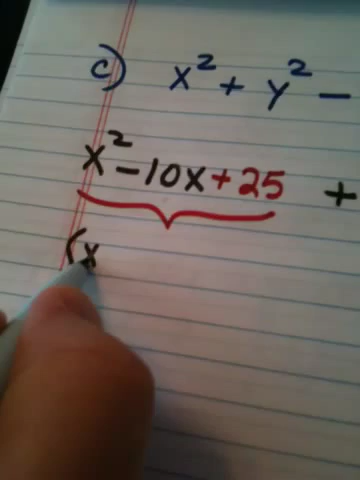 c) x² + y² −
x² − 10x + 25 +
(x